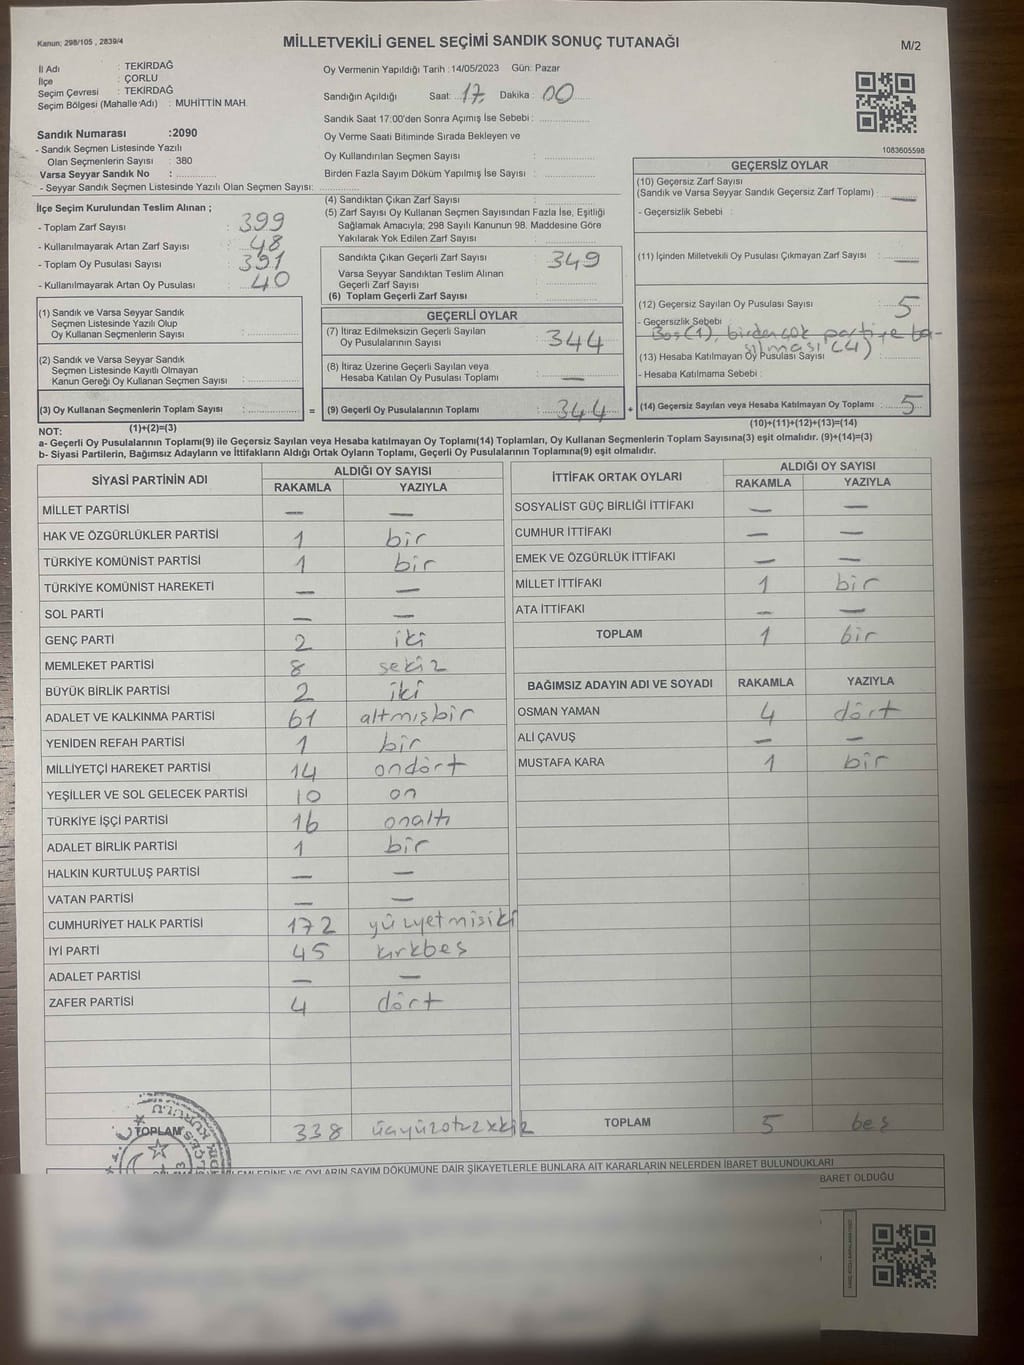 Kanun: 298/105 , 2839/4
MİLLETVEKİLİ GENEL SEÇİMİ SANDIK SONUÇ TUTANAĞI
M/2
İl Adı : TEKİRDAĞ
İlçe : ÇORLU
Seçim Çevresi : TEKİRDAĞ
Seçim Bölgesi (Mahalle Adı) : MUHİTTİN MAH.
Sandık Numarası :2090
- Sandık Seçmen Listesinde Yazılı
Olan Seçmenlerin Sayısı : 380
Varsa Seyyar Sandık No :
- Seyyar Sandık Seçmen Listesinde Yazılı Olan Seçmen Sayısı:
İlçe Seçim Kurulundan Teslim Alınan ;
- Toplam Zarf Sayısı : 399
- Kullanılmayarak Artan Zarf Sayısı : 48
- Toplam Oy Pusulası Sayısı : 391
- Kullanılmayarak Artan Oy Pusulası : 40
(1) Sandık ve Varsa Seyyar Sandık
Seçmen Listesinde Yazılı Olup
Oy Kullanan Seçmenlerin Sayısı :
(2) Sandık ve Varsa Seyyar Sandık
Seçmen Listesinde Kayıtlı Olmayan
Kanun Gereği Oy Kullanan Seçmen Sayısı :
(3) Oy Kullanan Seçmenlerin Toplam Sayısı :
(1)+(2)=(3)
Oy Vermenin Yapıldığı Tarih :14/05/2023 Gün: Pazar
Sandığın Açıldığı Saat: 17 Dakika : 00
Sandık Saat 17:00'den Sonra Açımış İse Sebebi :
Oy Verme Saati Bitiminde Sırada Bekleyen ve
Oy Kullandırılan Seçmen Sayısı :
Birden Fazla Sayım Döküm Yapılmış İse Sayısı :
(4) Sandıktan Çıkan Zarf Sayısı :
(5) Zarf Sayısı Oy Kullanan Seçmen Sayısından Fazla İse, Eşitliği
Sağlamak Amacıyla; 298 Sayılı Kanunun 98. Maddesine Göre
Yakılarak Yok Edilen Zarf Sayısı :
Sandıkta Çıkan Geçerli Zarf Sayısı : 349
Varsa Seyyar Sandıktan Teslim Alınan
Geçerli Zarf Sayısı :
(6) Toplam Geçerli Zarf Sayısı :
GEÇERLİ OYLAR
(7) İtiraz Edilmeksizin Geçerli Sayılan
Oy Pusulalarının Sayısı : 344
(8) İtiraz Üzerine Geçerli Sayılan veya
Hesaba Katılan Oy Pusulası Toplamı : —
= (9) Geçerli Oy Pusulalarının Toplamı : 344 +
1083605598
GEÇERSİZ OYLAR
(10) Geçersiz Zarf Sayısı
(Sandık ve Varsa Seyyar Sandık Geçersiz Zarf Toplamı) : —
- Geçersizlik Sebebi :
(11) İçinden Milletvekili Oy Pusulası Çıkmayan Zarf Sayısı : —
(12) Geçersiz Sayılan Oy Pusulası Sayısı : 5
- Geçersizlik Sebebi
Boş(1), birden çok partiye ba-
sılması (4)
(13) Hesaba Katılmayan Oy Pusulası Sayısı :
- Hesaba Katılmama Sebebi :
(14) Geçersiz Sayılan veya Hesaba Katılmayan Oy Toplamı : 5
(10)+(11)+(12)+(13)=(14)
NOT:
a- Geçerli Oy Pusulalarının Toplamı(9) ile Geçersiz Sayılan veya Hesaba katılmayan Oy Toplamı(14) Toplamları, Oy Kullanan Seçmenlerin Toplam Sayısına(3) eşit olmalıdır. (9)+(14)=(3)
b- Siyasi Partilerin, Bağımsız Adayların ve İttifakların Aldığı Ortak Oyların Toplamı, Geçerli Oy Pusulalarının Toplamına(9) eşit olmalıdır.
SİYASİ PARTİNİN ADI ALDIĞI OY SAYISI
RAKAMLA YAZIYLA
MİLLET PARTİSİ — —
HAK VE ÖZGÜRLÜKLER PARTİSİ 1 bir
TÜRKİYE KOMÜNİST PARTİSİ 1 bir
TÜRKİYE KOMÜNİST HAREKETİ — —
SOL PARTİ — —
GENÇ PARTİ 2 iki
MEMLEKET PARTİSİ 8 sekiz
BÜYÜK BİRLİK PARTİSİ 2 iki
ADALET VE KALKINMA PARTİSİ 61 altmışbir
YENİDEN REFAH PARTİSİ 1 bir
MİLLİYETÇİ HAREKET PARTİSİ 14 ondört
YEŞİLLER VE SOL GELECEK PARTİSİ 10 on
TÜRKİYE İŞÇİ PARTİSİ 16 onaltı
ADALET BİRLİK PARTİSİ 1 bir
HALKIN KURTULUŞ PARTİSİ — —
VATAN PARTİSİ — —
CUMHURİYET HALK PARTİSİ 172 yüzyetmişiki
İYİ PARTİ 45 kırkbeş
ADALET PARTİSİ — —
ZAFER PARTİSİ 4 dört
TOPLAM 338
İTTİFAK ORTAK OYLARI ALDIĞI OY SAYISI
RAKAMLA YAZIYLA
SOSYALİST GÜÇ BİRLİĞİ İTTİFAKI — —
CUMHUR İTTİFAKI — —
EMEK VE ÖZGÜRLÜK İTTİFAKI — —
MİLLET İTTİFAKI 1 bir
ATA İTTİFAKI — —
TOPLAM 1 bir
BAĞIMSIZ ADAYIN ADI VE SOYADI RAKAMLA YAZIYLA
OSMAN YAMAN 4 dört
ALİ ÇAVUŞ — —
MUSTAFA KARA 1 bir
TOPLAM 5 beş
OYLARIN SAYIM DÖKÜMÜNE DAİR ŞİKAYETLERLE BUNLARA AİT KARARLARIN NELERDEN İBARET BULUNDUKLARI
BARET OLDUĞU